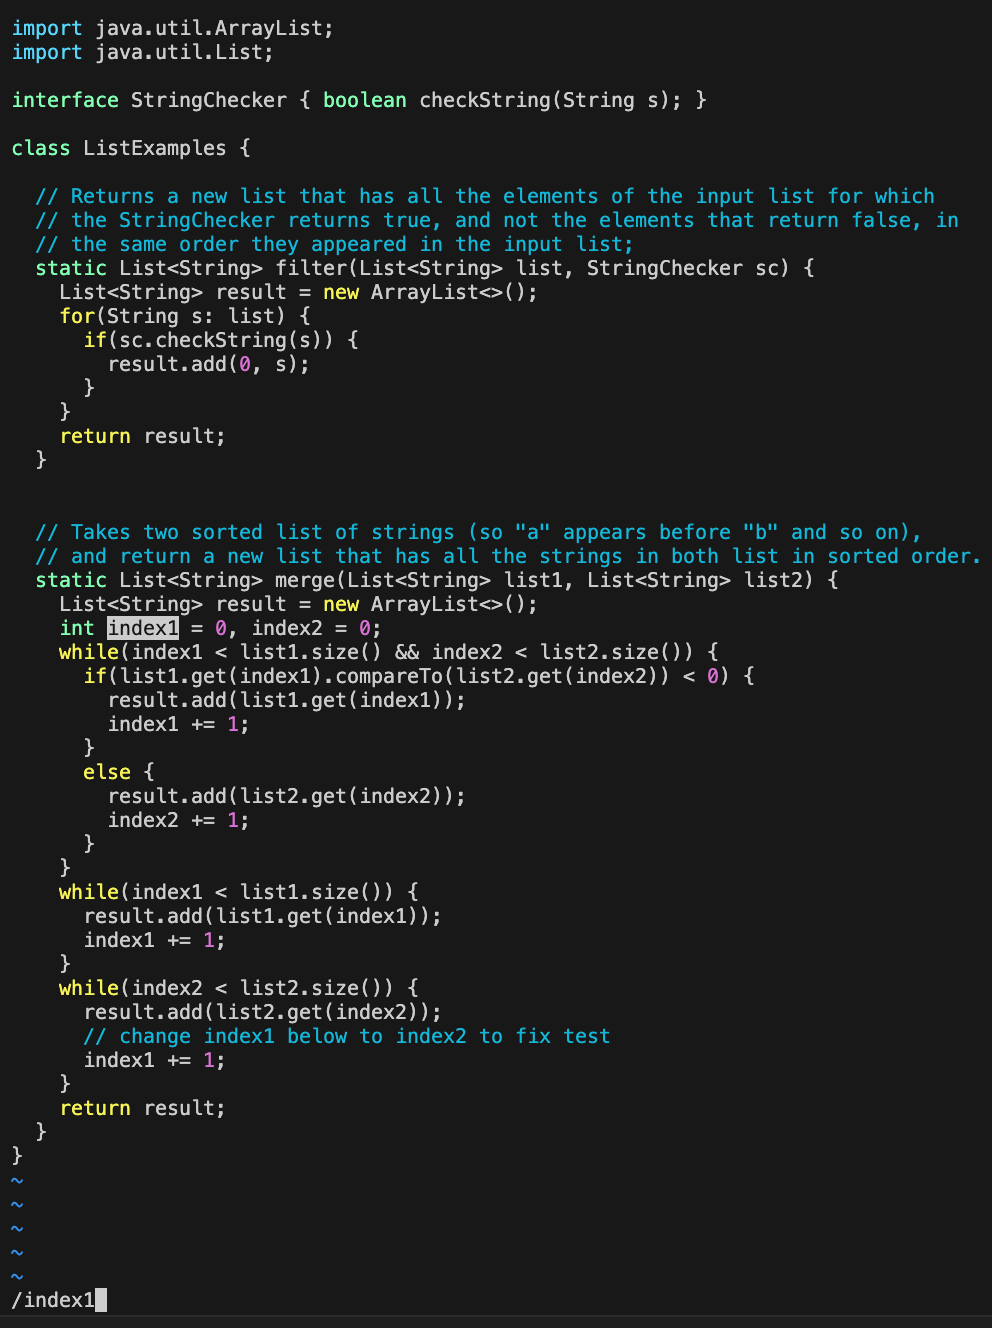 import java.util.ArrayList;
import java.util.List;

interface StringChecker { boolean checkString(String s); }

class ListExamples {

  // Returns a new list that has all the elements of the input list for which
  // the StringChecker returns true, and not the elements that return false, in
  // the same order they appeared in the input list;
  static List<String> filter(List<String> list, StringChecker sc) {
    List<String> result = new ArrayList<>();
    for(String s: list) {
      if(sc.checkString(s)) {
        result.add(0, s);
      }
    }
    return result;
  }


  // Takes two sorted list of strings (so "a" appears before "b" and so on),
  // and return a new list that has all the strings in both list in sorted order.
  static List<String> merge(List<String> list1, List<String> list2) {
    List<String> result = new ArrayList<>();
    int index1 = 0, index2 = 0;
    while(index1 < list1.size() && index2 < list2.size()) {
      if(list1.get(index1).compareTo(list2.get(index2)) < 0) {
        result.add(list1.get(index1));
        index1 += 1;
      }
      else {
        result.add(list2.get(index2));
        index2 += 1;
      }
    }
    while(index1 < list1.size()) {
      result.add(list1.get(index1));
      index1 += 1;
    }
    while(index2 < list2.size()) {
      result.add(list2.get(index2));
      // change index1 below to index2 to fix test
      index1 += 1;
    }
    return result;
  }
}
~
~
~
~
~
/index1